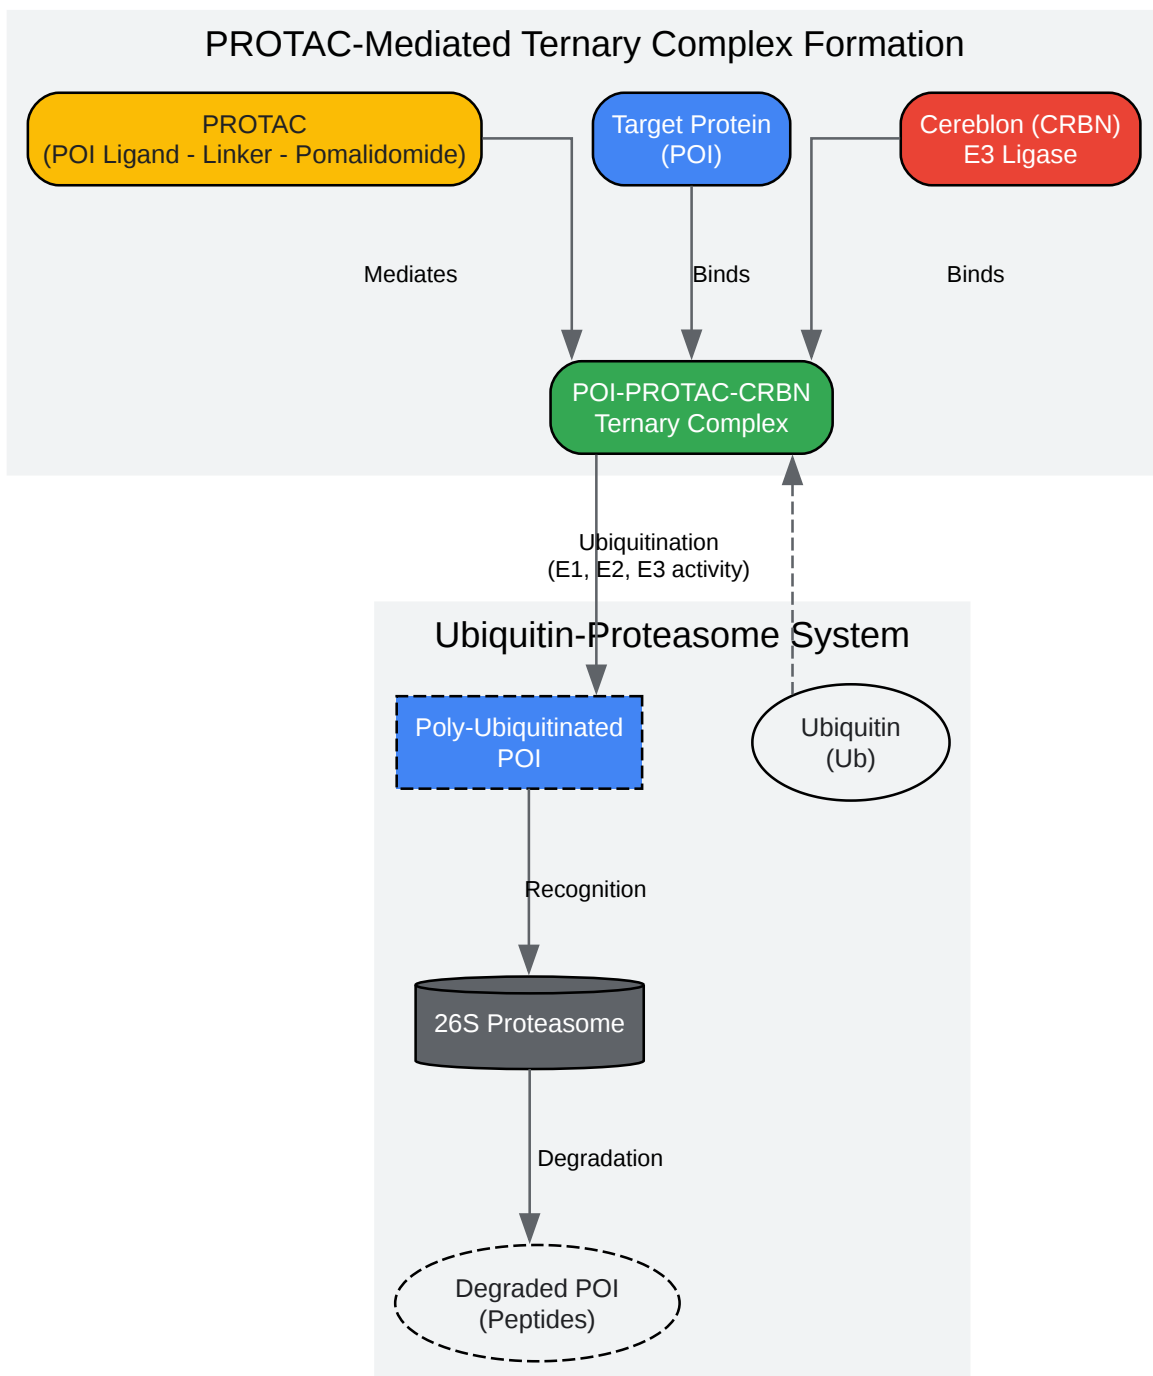 PROTAC-Mediated Ternary Complex Formation
PROTAC
(POI Ligand - Linker - Pomalidomide)
Target Protein
(POI)
Cereblon (CRBN)
E3 Ligase
Mediates
Binds
Binds
POI-PROTAC-CRBN
Ternary Complex
Ubiquitination
(E1, E2, E3 activity)
Ubiquitin-Proteasome System
Poly-Ubiquitinated
POI
Ubiquitin
(Ub)
Recognition
26S Proteasome
Degradation
Degraded POI
(Peptides)